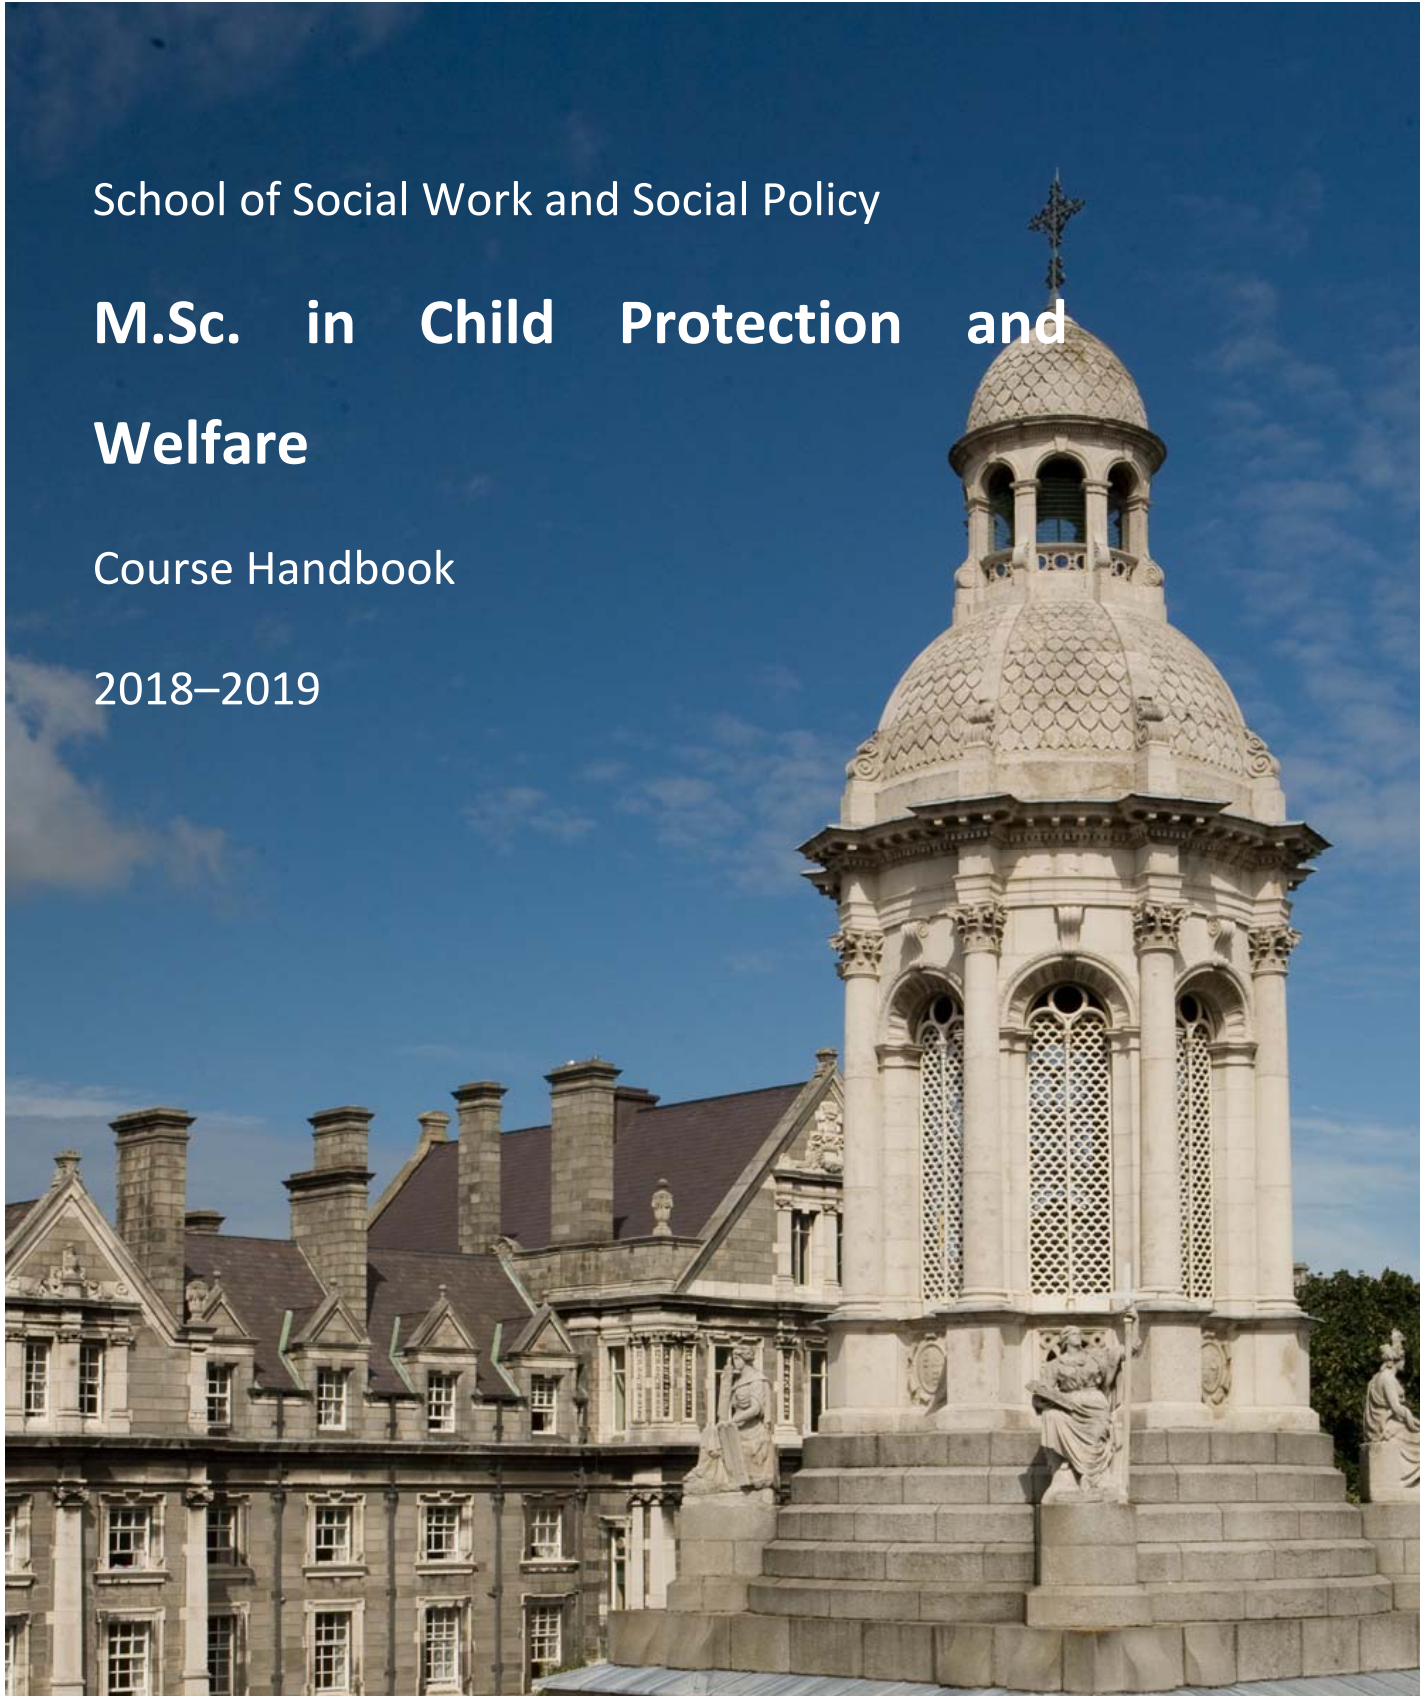 School of Social Work and Social Policy
M.Sc. in Child Protection and
Welfare
Course Handbook
2018–2019